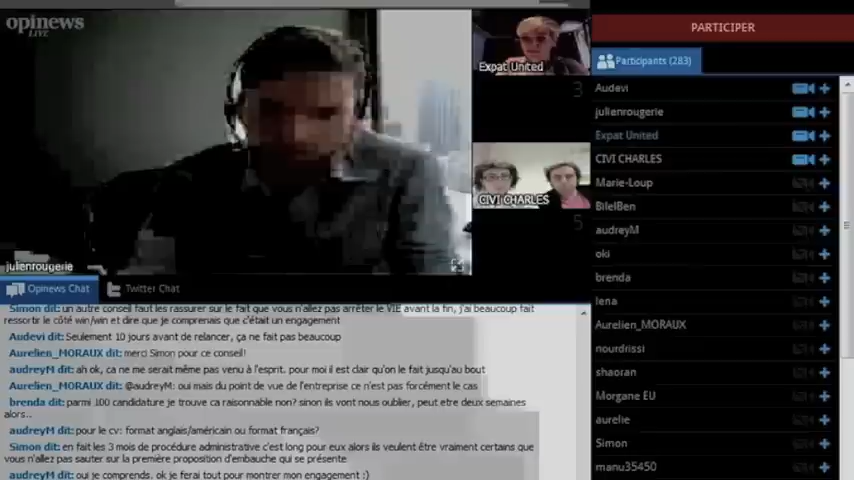 opinews
LIVE
Expat United
3
CIVI CHARLES
5
julienrougerie
Opinews Chat
Twitter Chat
Simon dit: un autre conseil faut les rassurer sur le fait que vous n'allez pas arrêter le VIE avant la fin, j'ai beaucoup fait
ressortir le côté win/win et dire que je comprenais que c'était un engagement
Audevi dit: Seulement 10 jours avant de relancer, ça ne fait pas beaucoup
Aurelien_MORAUX dit: merci Simon pour ce conseil!
audreyM dit: ah ok, ca ne me serait même pas venu à l'esprit. pour moi il est clair qu'on le fait jusqu'au bout
Aurelien_MORAUX dit: @audreyM: oui mais du point de vue de l'entreprise ce n'est pas forcément le cas
brenda dit: parmi 100 candidature je trouve ca raisonnable non? sinon ils vont nous oublier, peut etre deux semaines
alors..
audreyM dit: pour le cv: format anglais/américain ou format français?
Simon dit: en fait les 3 mois de procédure administrative c'est long pour eux alors ils veulent être vraiment certains que
vous n'allez pas sauter sur la première proposition d'embauche qui se présente
audreyM dit: oui je comprends. ok je ferai tout pour montrer mon engagement :)
PARTICIPER
Participants (283)
Audevi
julienrougerie
Expat United
CIVI CHARLES
Marie-Loup
BilelBen
audreyM
oki
brenda
lena
Aurelien_MORAUX
nourdrissi
shaoran
Morgane EU
aurelie
Simon
manu35450